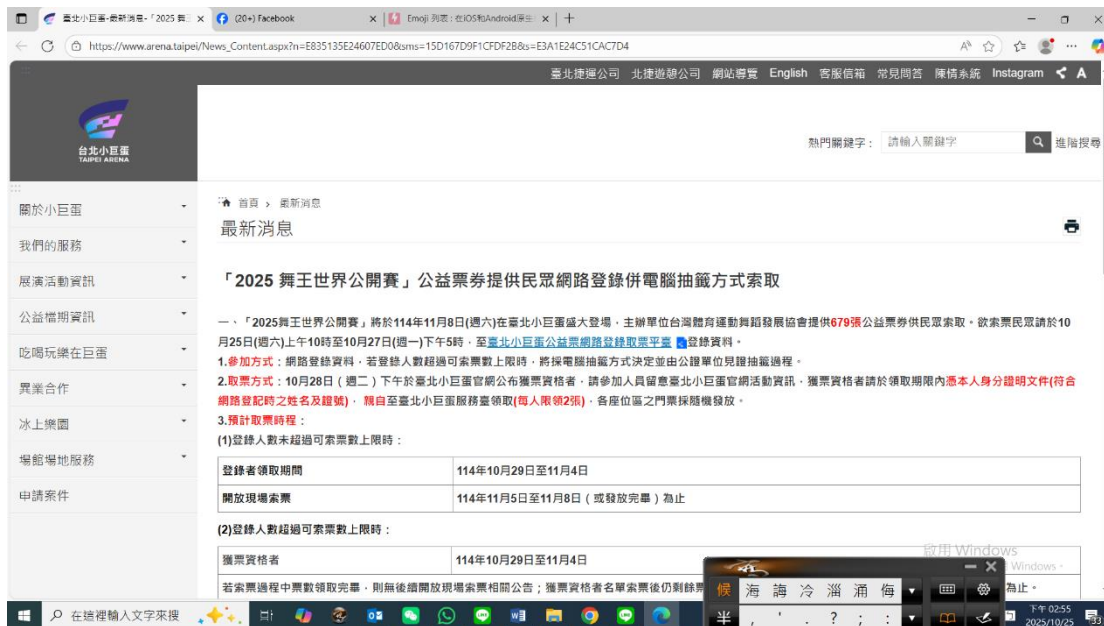 臺北小巨蛋-最新消息-「2025 舞
(20+) Facebook
Emoji 列表：在iOS和Android原生
https://www.arena.taipei/News_Content.aspx?n=E835135E24607ED0&sms=15D167D9F1CFDF2B&s=E3A1E24C51CAC7D4
臺北捷運公司 北捷遊憩公司 網站導覽 English 客服信箱 常見問答 陳情系統 Instagram A
台北小巨蛋
TAIPEI ARENA
熱門關鍵字： 請輸入關鍵字 進階搜尋
關於小巨蛋
我們的服務
展演活動資訊
公益檔期資訊
吃喝玩樂在巨蛋
異業合作
冰上樂園
場館場地服務
申請案件
首頁 › 最新消息
最新消息
「2025 舞王世界公開賽」公益票券提供民眾網路登錄併電腦抽籤方式索取
一、「2025舞王世界公開賽」將於114年11月8日(週六)在臺北小巨蛋盛大登場，主辦單位台灣體育運動舞蹈發展協會提供679張公益票券供民眾索取。欲索票民眾請於10
月25日(週六)上午10時至10月27日(週一)下午5時，至臺北小巨蛋公益票網路登錄取票平臺 登錄資料。
1.參加方式：網路登錄資料，若登錄人數超過可索票數上限時，將採電腦抽籤方式決定並由公證單位見證抽籤過程。
2.取票方式：10月28日（週二）下午於臺北小巨蛋官網公布獲票資格者，請參加人員留意臺北小巨蛋官網活動資訊，獲票資格者請於領取期限內憑本人身分證明文件(符合
網路登記時之姓名及證號)，親自至臺北小巨蛋服務臺領取(每人限領2張)，各座位區之門票採隨機發放。
3.預計取票時程：
(1)登錄人數未超過可索票數上限時：
登錄者領取期間 114年10月29日至11月4日
開放現場索票 114年11月5日至11月8日（或發放完畢）為止
(2)登錄人數超過可索票數上限時：
獲票資格者 114年10月29日至11月4日
若索票過程中票數領取完畢，則無後續開放現場索票相關公告；獲票資格者名單索票後仍剩餘票 為止。
啟用 Windows
候 海 誨 冷 淄 涌 侮
半 , ' . ? ; :
在這裡輸入文字來搜
下午 02:55
2025/10/25
33